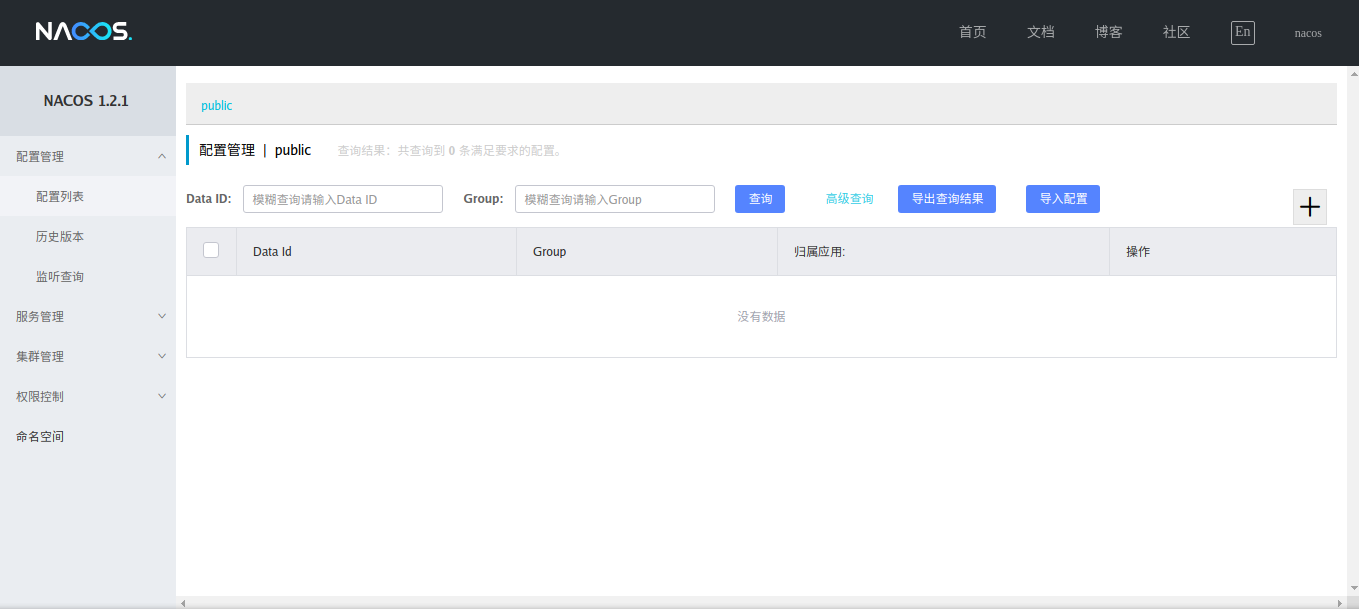 NACOS.
首页 文档 博客 社区 En nacos
NACOS 1.2.1
配置管理
配置列表
历史版本
监听查询
服务管理
集群管理
权限控制
命名空间
public
配置管理 | public 查询结果：共查询到 0 条满足要求的配置。
Data ID: 模糊查询请输入Data ID Group: 模糊查询请输入Group 查询 高级查询 导出查询结果 导入配置
Data Id Group 归属应用: 操作
没有数据